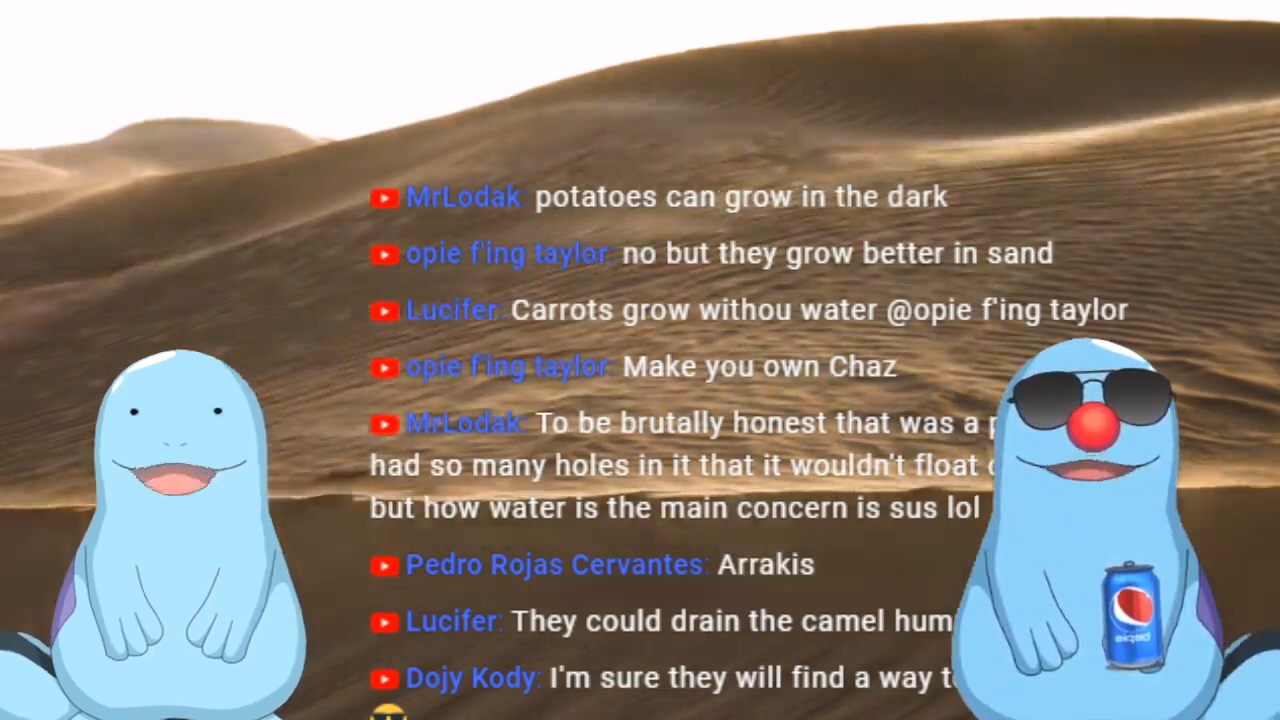 MrLodak: potatoes can grow in the dark
opie f'ing taylor: no but they grow better in sand
Lucifer: Carrots grow withou water @opie f'ing taylor
opie f'ing taylor: Make you own Chaz
MrLodak: To be brutally honest that was a
had so many holes in it that it wouldn't float
but how water is the main concern is sus lol
Pedro Rojas Cervantes: Arrakis
Lucifer: They could drain the camel
Dojy Kody: I'm sure they will find a way
pepsi